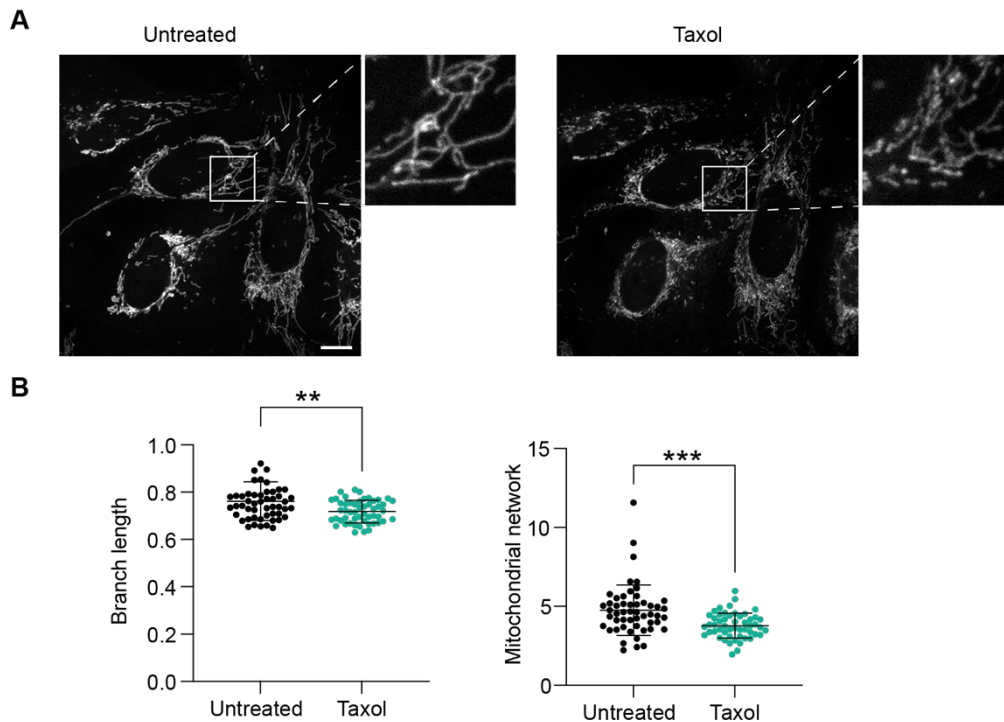 A
Untreated
Taxol
B
**
1.0
0.8
0.6
0.4
0.2
0.0
Branch length
Untreated
Taxol
***
15
10
5
0
Mitochondrial network
Untreated
Taxol